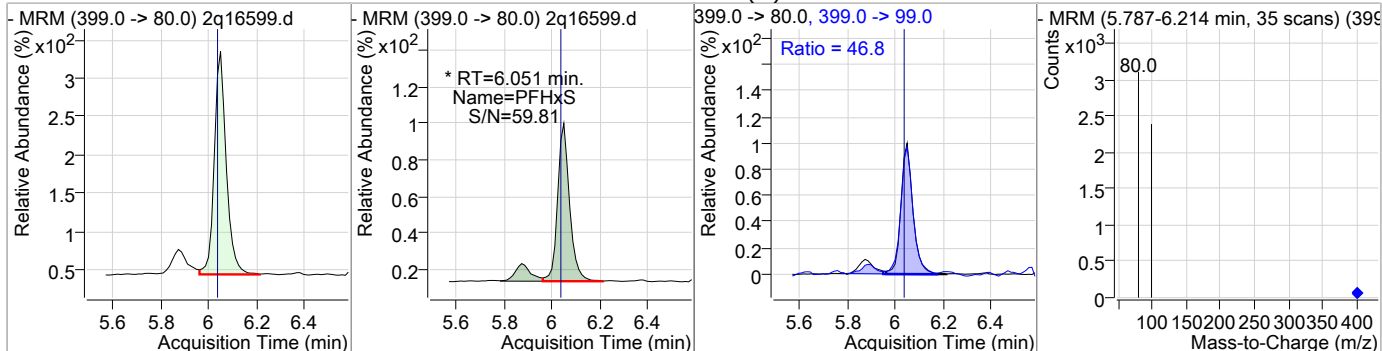 - MRM (399.0 -> 80.0) 2q16599.d
Relative Abundance (%)
x10²
3
2.5
2
1.5
1
0.5
5.6 5.8 6 6.2 6.4
Acquisition Time (min)
- MRM (399.0 -> 80.0) 2q16599.d
Relative Abundance (%)
x10²
* RT=6.051 min.
Name=PFHxS
S/N=59.81
1.2
1
0.8
0.6
0.4
0.2
5.6 5.8 6 6.2 6.4
Acquisition Time (min)
399.0 -> 80.0, 399.0 -> 99.0
Relative Abundance (%)
x10²
Ratio = 46.8
1.6
1.4
1.2
1
0.8
0.6
0.4
0.2
0
5.6 5.8 6 6.2 6.4
Acquisition Time (min)
- MRM (5.787-6.214 min, 35 scans) (399
Counts
x10³
80.0
3
2.5
2
1.5
1
0.5
0
100 150 200 250 300 350 400
Mass-to-Charge (m/z)